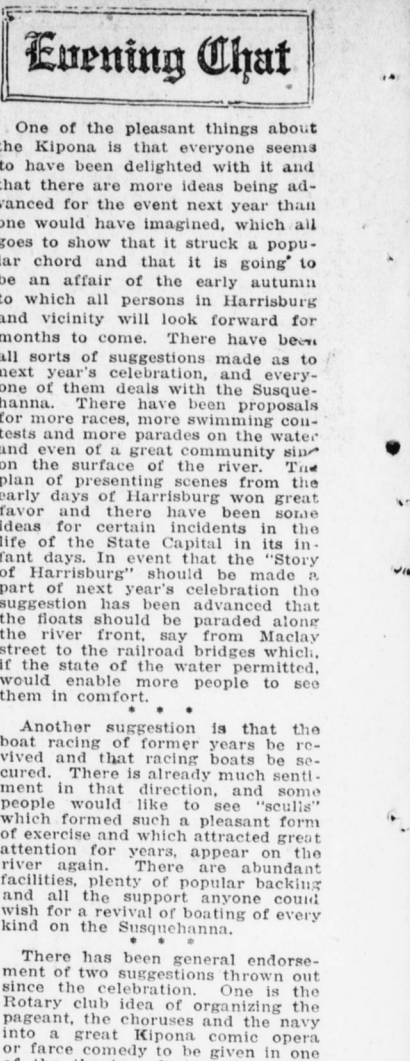 Evening Chat
One of the pleasant things about
the Kipona is that everyone seems
to have been delighted with it and
that there are more ideas being ad-
vanced for the event next year than
one would have imagined, which all
goes to show that it struck a popu-
lar chord and that it is going to
be an affair of the early autumn
to which all persons in Harrisburg
and vicinity will look forward for
months to come. There have been
all sorts of suggestions made as to
next year's celebration, and every-
one of them deals with the Susque-
hanna. There have been proposals
for more races, more swimming con-
tests and more parades on the water
and even of a great community sing
on the surface of the river. The
plan of presenting scenes from the
early days of Harrisburg won great
favor and there have been some
ideas for certain incidents in the
life of the State Capital in its in-
fant days. In event that the "Story
of Harrisburg" should be made a
part of next year's celebration the
suggestion has been advanced that
the floats should be paraded along
the river front, say from Maclay
street to the railroad bridges which,
if the state of the water permitted,
would enable more people to see
them in comfort.
* * *
Another suggestion is that the
boat racing of former years be re-
vived and that racing boats be se-
cured. There is already much senti-
ment in that direction, and some
people would like to see "sculls"
which formed such a pleasant form
of exercise and which attracted great
attention for years, appear on the
river again. There are abundant
facilities, plenty of popular backing
and all the support anyone could
wish for a revival of boating of every
kind on the Susquehanna.
* * *
There has been general endorse-
ment of two suggestions thrown out
since the celebration. One is the
Rotary club idea of organizing the
pageant, the choruses and the navy
into a great Kipona comic opera
or farce comedy to be given in one